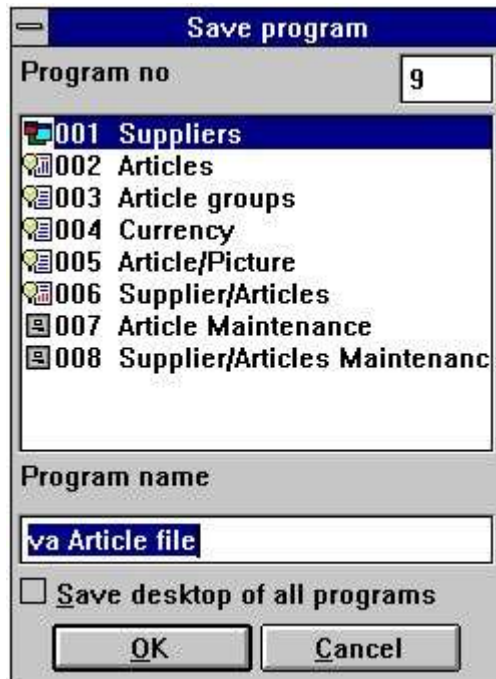 Save program
Program no 9
001 Suppliers
002 Articles
003 Article groups
004 Currency
005 Article/Picture
006 Supplier/Articles
007 Article Maintenance
008 Supplier/Articles Maintenanc
Program name
va Article file
Save desktop of all programs
OK Cancel